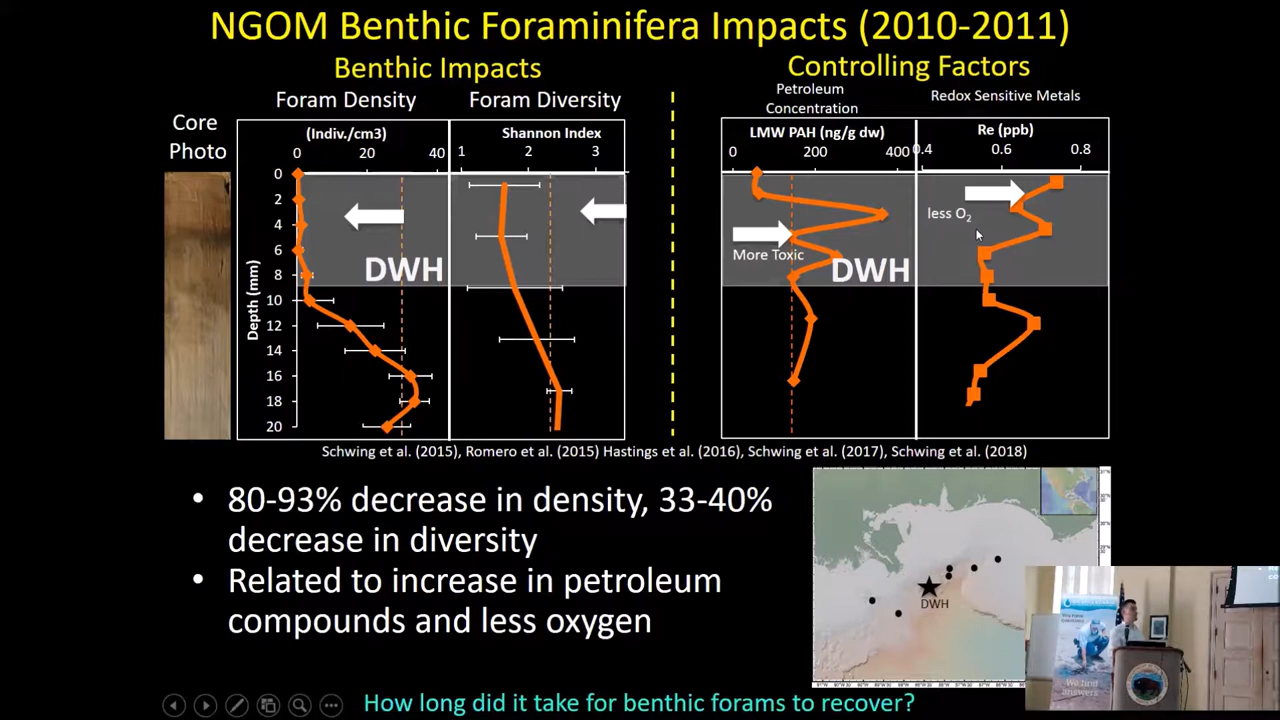 NGOM Benthic Foraminifera Impacts (2010-2011)
Benthic Impacts
Controlling Factors
Foram Density
Foram Diversity
Petroleum
Concentration
Redox Sensitive Metals
Core
Photo
(Indiv./cm3)
Shannon Index
LMW PAH (ng/g dw)
Re (ppb)
0 20 40
1 2 3
0 200 400
0.4 0.6 0.8
Depth (mm)
0
2
4
6
8
10
12
14
16
18
20
DWH
More Toxic
DWH
less O2
Schwing et al. (2015), Romero et al. (2015) Hastings et al. (2016), Schwing et al. (2017), Schwing et al. (2018)
• 80-93% decrease in density, 33-40%
decrease in diversity
• Related to increase in petroleum
compounds and less oxygen
DWH
We find
answers
How long did it take for benthic forams to recover?